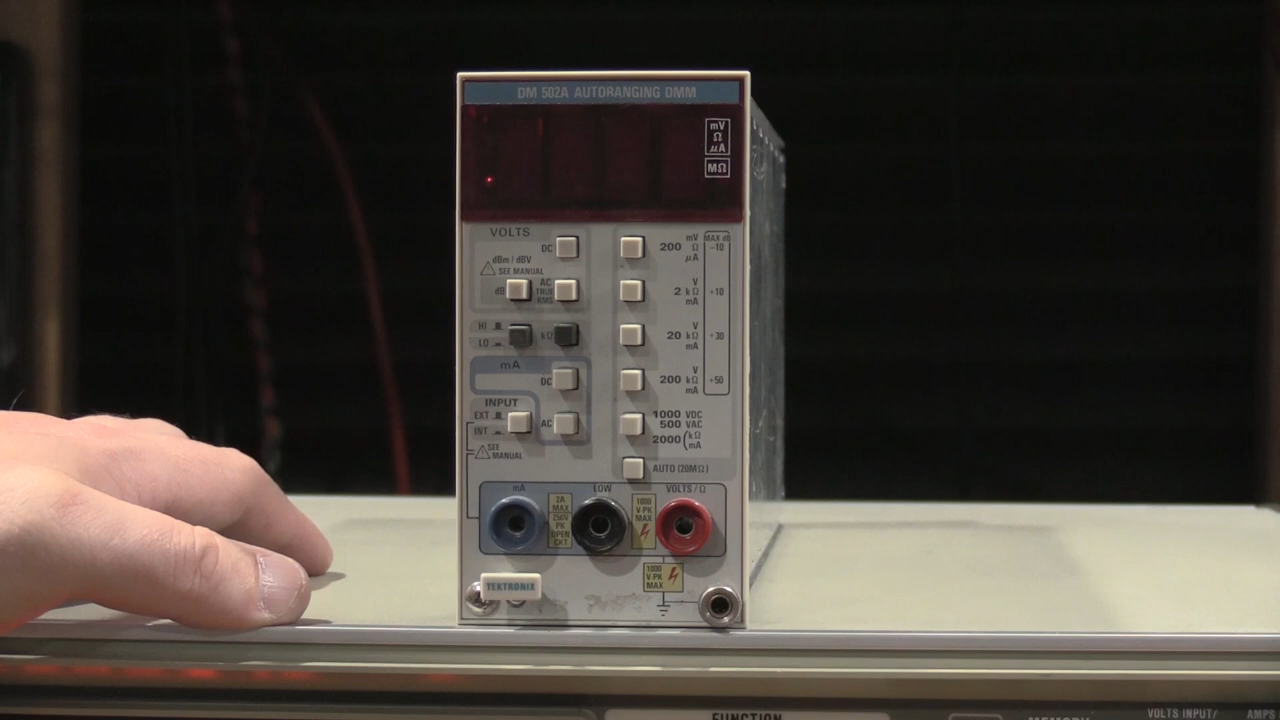 DM 502A AUTORANGING DMM
mV
Ω
µA
MΩ
VOLTS
DC
dBm / dBV
SEE MANUAL
dB
AC
TRUE
RMS
HI
LO
kΩ
mA
DC
INPUT
EXT
INT
AC
SEE
MANUAL
mV
200 Ω
µA
V
2 kΩ
mA
V
20 kΩ
mA
V
200 kΩ
mA
1000 VDC
500 VAC
2000 kΩ
mA
AUTO (20MΩ)
MAX dB
-10
+10
+30
+50
mA
LOW
VOLTS/Ω
2A
MAX
250V
PK
OPEN
CKT
1000
V-PK
MAX
1000
V-PK
MAX
TEKTRONIX
FUNCTION
MEMORY
VOLTS INPUT/
AMPS